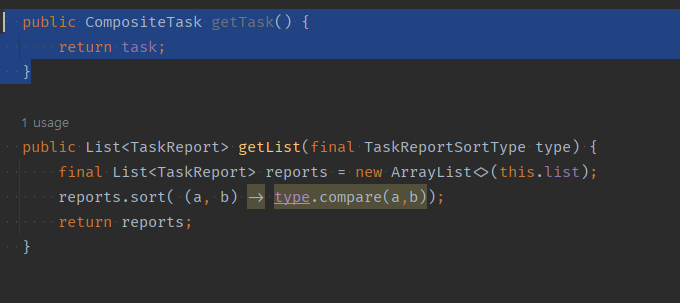 public CompositeTask getTask() {
    return task;
}
1 usage
public List<TaskReport> getList(final TaskReportSortType type) {
    final List<TaskReport> reports = new ArrayList<>(this.list);
    reports.sort( (a, b) -> type.compare(a,b));
    return reports;
}